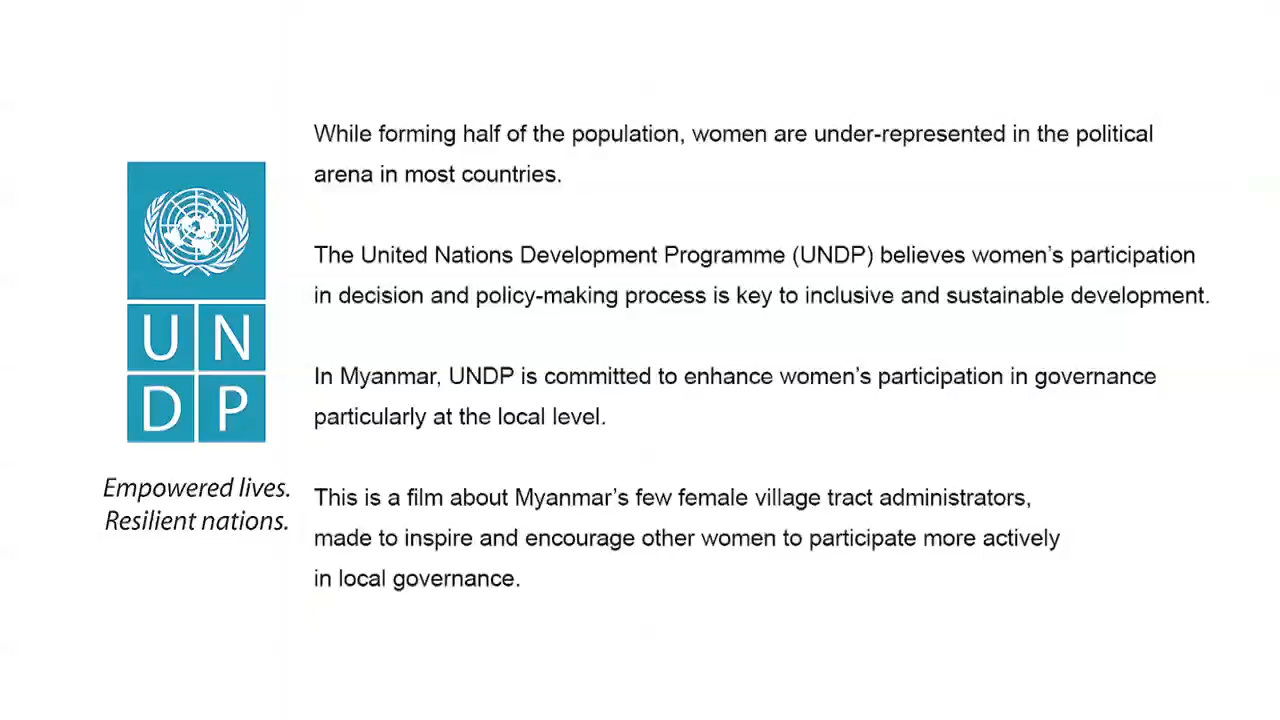 While forming half of the population, women are under-represented in the political
arena in most countries.
The United Nations Development Programme (UNDP) believes women's participation
in decision and policy-making process is key to inclusive and sustainable development.
In Myanmar, UNDP is committed to enhance women's participation in governance
particularly at the local level.
This is a film about Myanmar's few female village tract administrators,
made to inspire and encourage other women to participate more actively
in local governance.
U N
D P
Empowered lives.
Resilient nations.